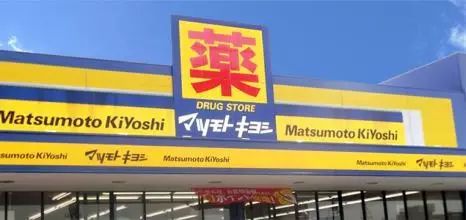 薬
DRUG STORE
Matsumoto KiYoshi マツモトキヨシ Matsumoto KiYoshi
Matsumoto KiYoshi マツモトキヨシ Matsumoto KiYoshi Matsumoto KiYoshi マツモトキヨシ